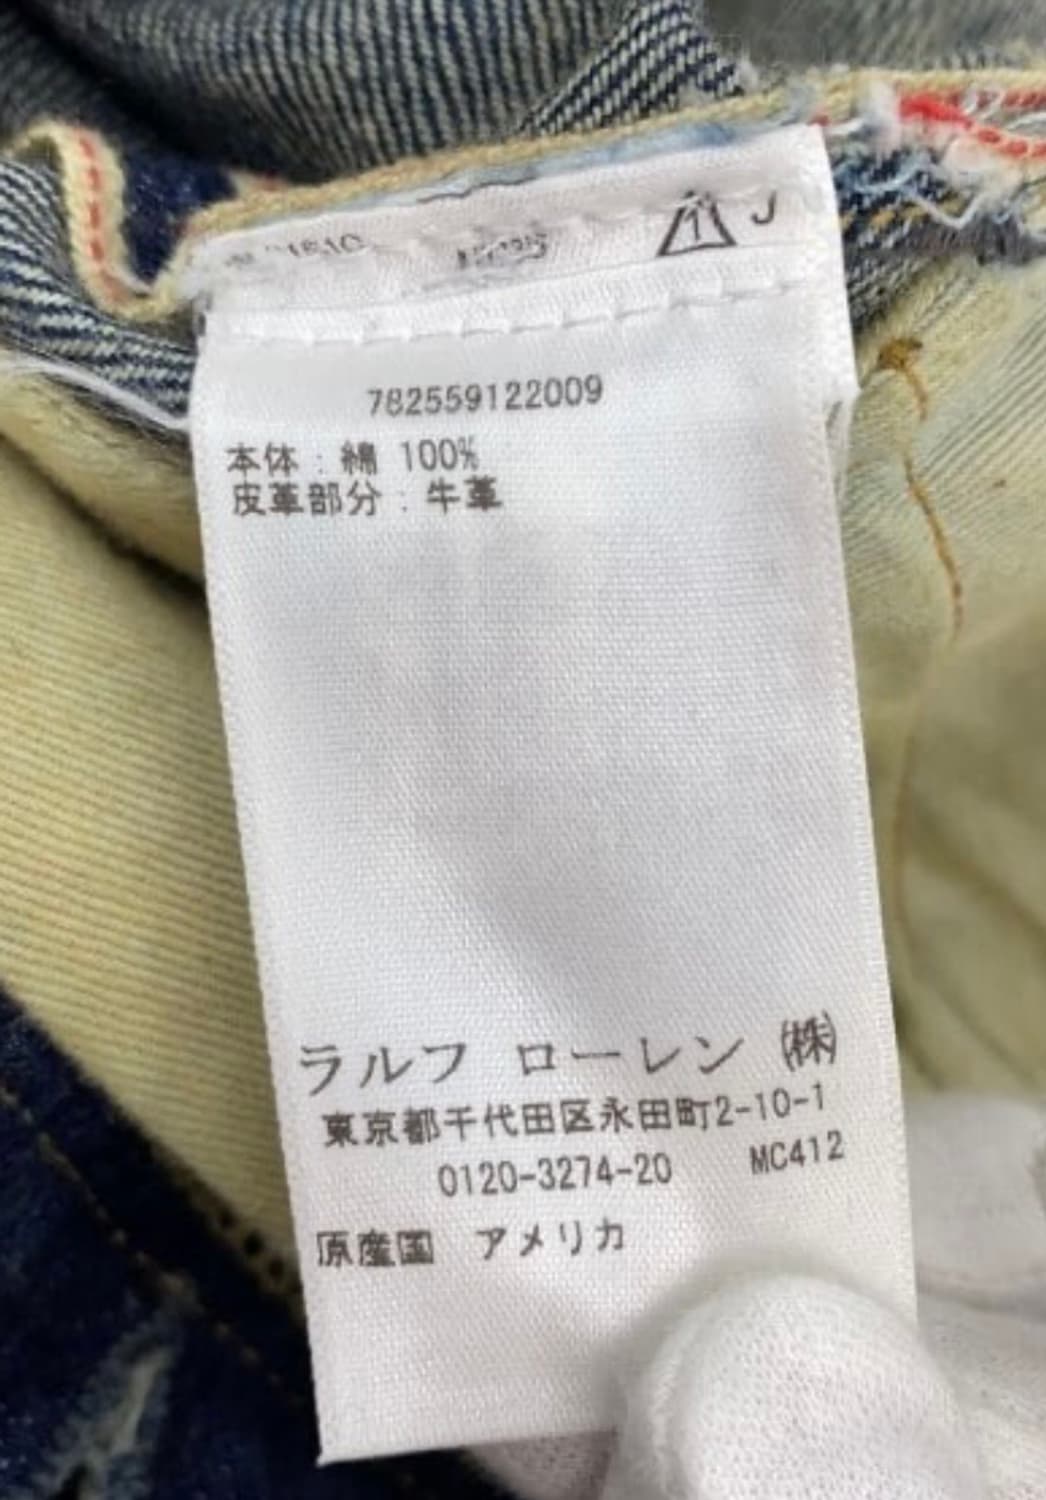 1 J
782559122009
本体：綿 100%
皮革部分：牛革
ラルフ ローレン ㈱
東京都千代田区永田町2-10-1
0120-3274-20 MC412
原産国 アメリカ